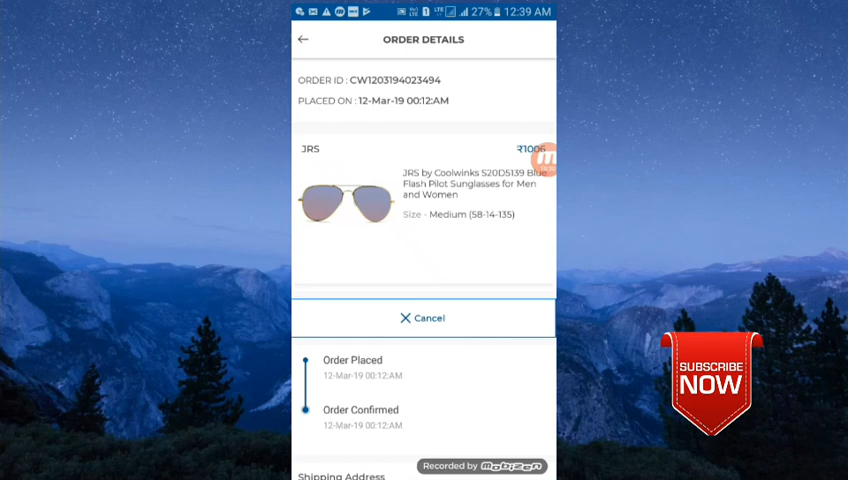 27% 12:39 AM
ORDER DETAILS
ORDER ID : CW1203194023494
PLACED ON : 12-Mar-19 00:12:AM
JRS
₹1006
JRS by Coolwinks S20D5139 Blue
Flash Pilot Sunglasses for Men
and Women
Size - Medium (58-14-135)
Cancel
Order Placed
12-Mar-19 00:12:AM
Order Confirmed
12-Mar-19 00:12:AM
SUBSCRIBE
NOW
Recorded by mobizen
Shipping Address